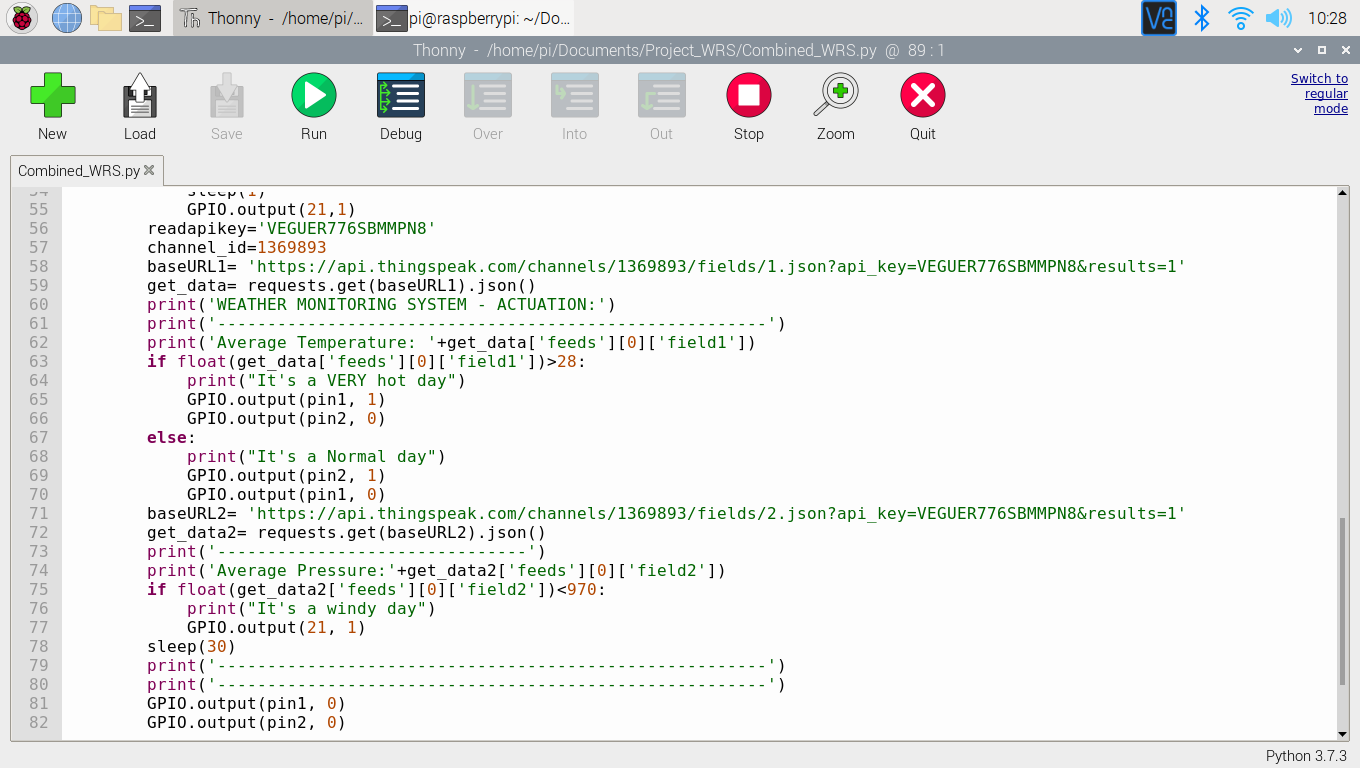 Thonny - /home/pi/...
pi@raspberrypi: ~/Do...
10:28
Thonny - /home/pi/Documents/Project_WRS/Combined_WRS.py @ 89 : 1
New
Load
Save
Run
Debug
Over
Into
Out
Stop
Zoom
Quit
Switch to
regular
mode
Combined_WRS.py
54 sleep(1)
55 GPIO.output(21,1)
56 readapikey='VEGUER776SBMMPN8'
57 channel_id=1369893
58 baseURL1= 'https://api.thingspeak.com/channels/1369893/fields/1.json?api_key=VEGUER776SBMMPN8&results=1'
59 get_data= requests.get(baseURL1).json()
60 print('WEATHER MONITORING SYSTEM - ACTUATION:')
61 print('-------------------------------------------------------')
62 print('Average Temperature: '+get_data['feeds'][0]['field1'])
63 if float(get_data['feeds'][0]['field1'])>28:
64 print("It's a VERY hot day")
65 GPIO.output(pin1, 1)
66 GPIO.output(pin2, 0)
67 else:
68 print("It's a Normal day")
69 GPIO.output(pin2, 1)
70 GPIO.output(pin1, 0)
71 baseURL2= 'https://api.thingspeak.com/channels/1369893/fields/2.json?api_key=VEGUER776SBMMPN8&results=1'
72 get_data2= requests.get(baseURL2).json()
73 print('-------------------------------')
74 print('Average Pressure:'+get_data2['feeds'][0]['field2'])
75 if float(get_data2['feeds'][0]['field2'])<970:
76 print("It's a windy day")
77 GPIO.output(21, 1)
78 sleep(30)
79 print('-------------------------------------------------------')
80 print('-------------------------------------------------------')
81 GPIO.output(pin1, 0)
82 GPIO.output(pin2, 0)
Python 3.7.3